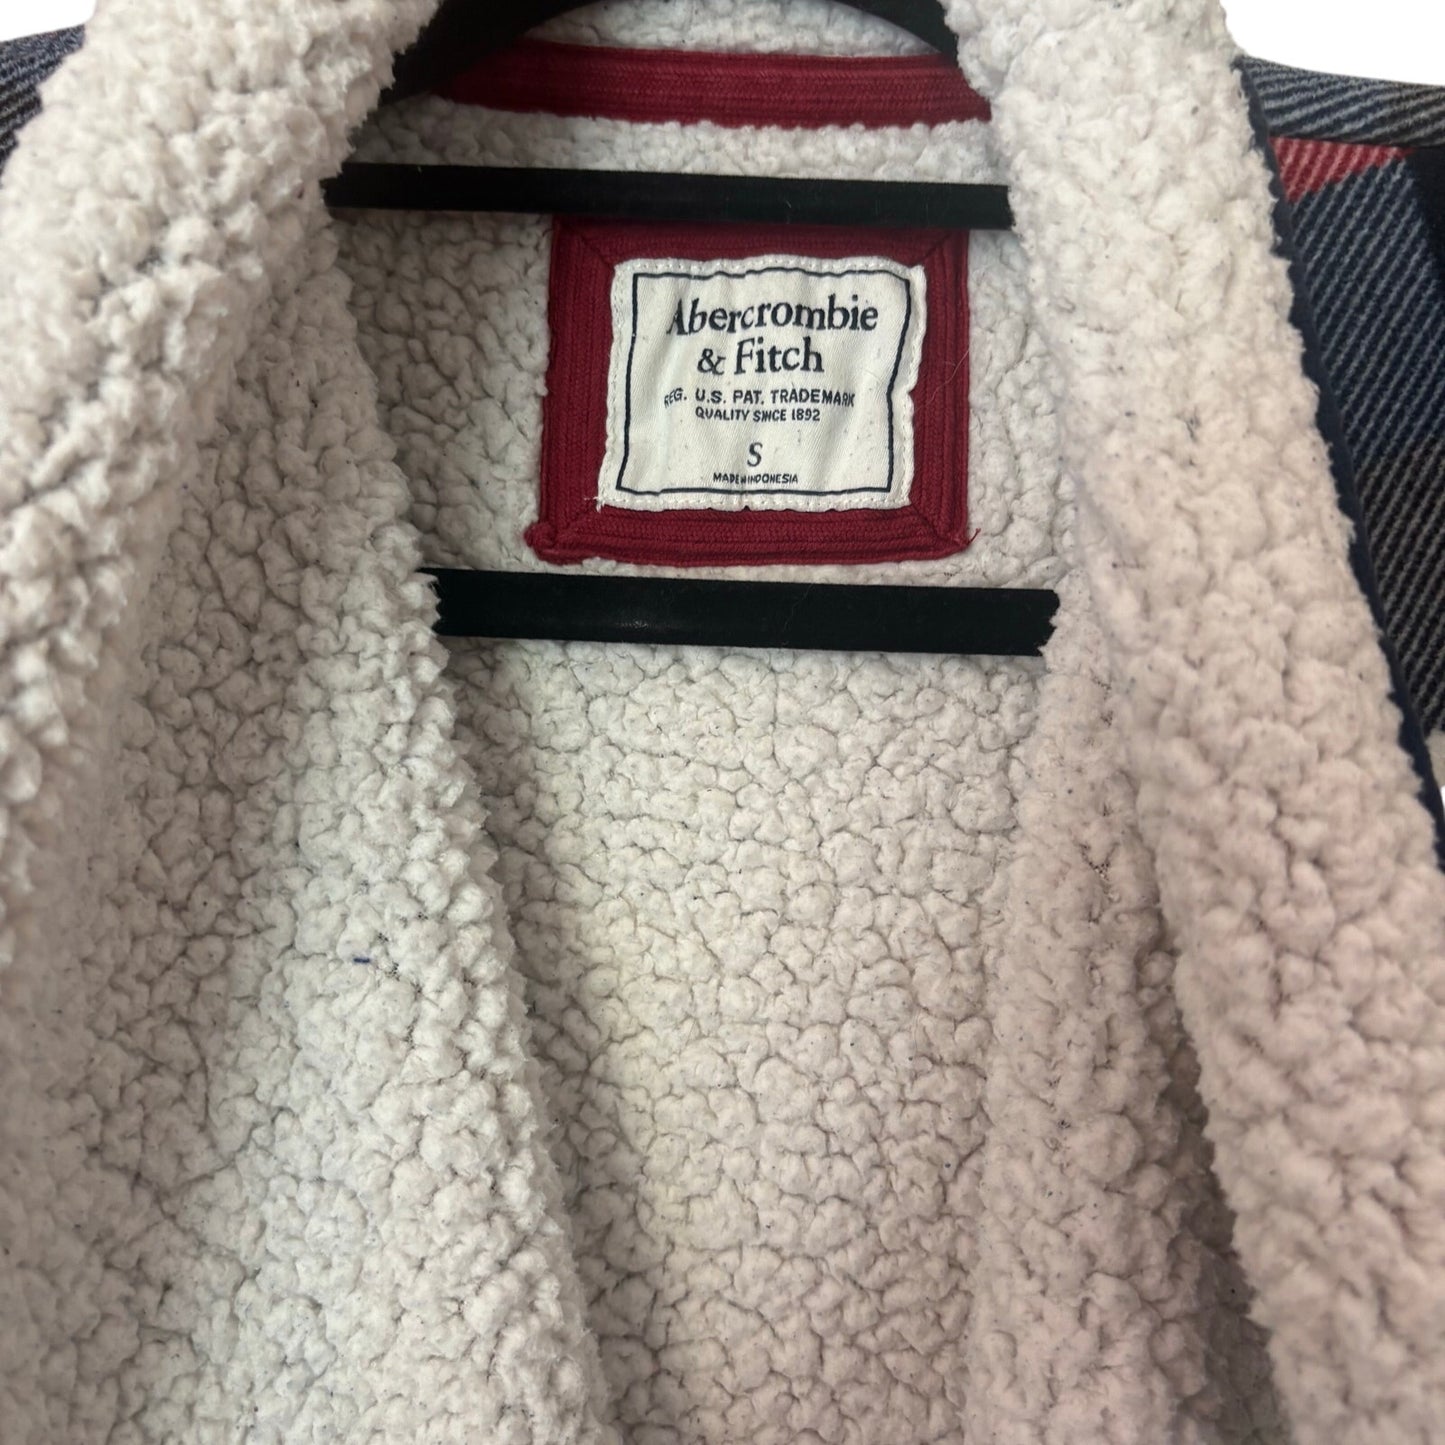 Abercrombie
& Fitch
REG. U.S. PAT. TRADEMARK
QUALITY SINCE 1892
S
MADE IN INDONESIA